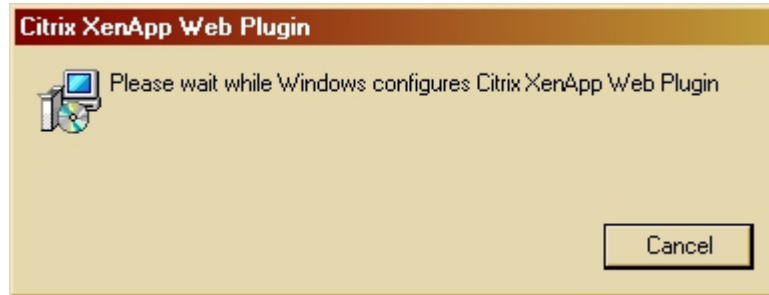 Citrix XenApp Web Plugin
Please wait while Windows configures Citrix XenApp Web Plugin
Cancel